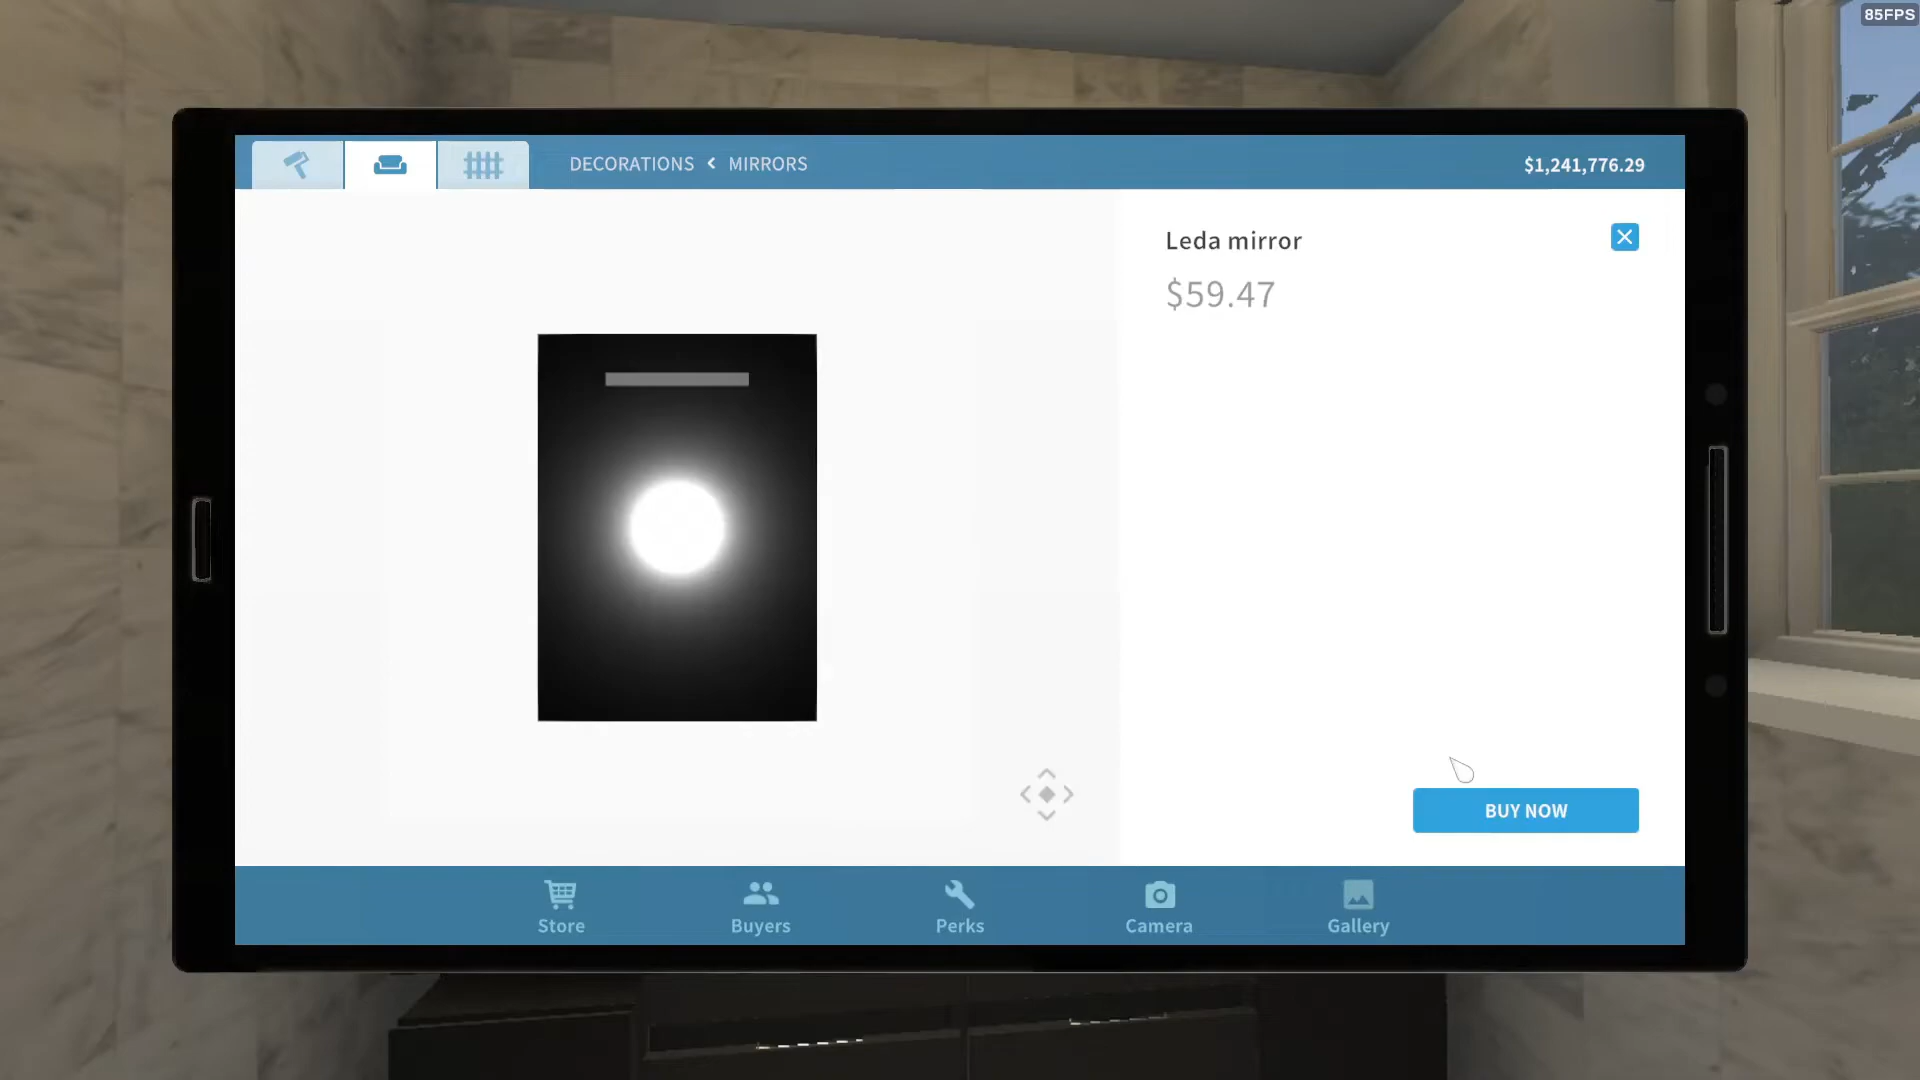 85FPS
DECORATIONS < MIRRORS
$1,241,776.29
Leda mirror
$59.47
BUY NOW
Store
Buyers
Perks
Camera
Gallery